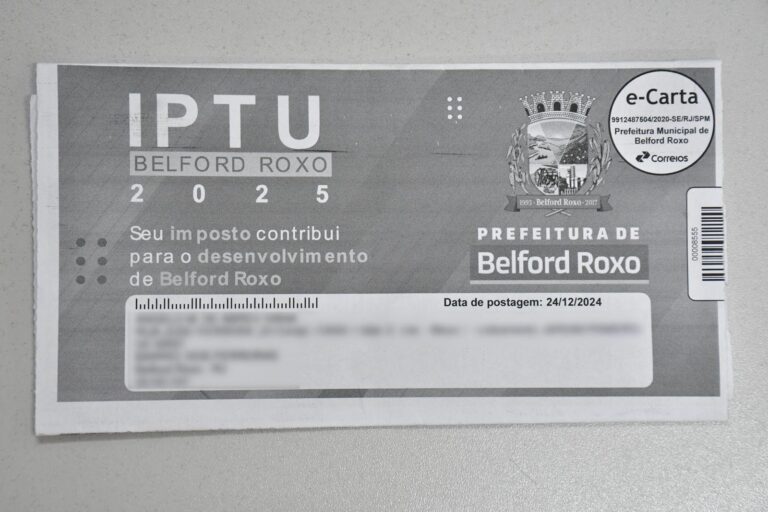 IPTU
BELFORD ROXO
2025
Seu imposto contribui
para o desenvolvimento
de Belford Roxo
1993 - Belford Roxo - 2017
PREFEITURA DE
Belford Roxo
e-Carta
9912487504/2020-SE/RJ/SPM
Prefeitura Municipal de
Belford Roxo
Correios
00008555
Data de postagem: 24/12/2024